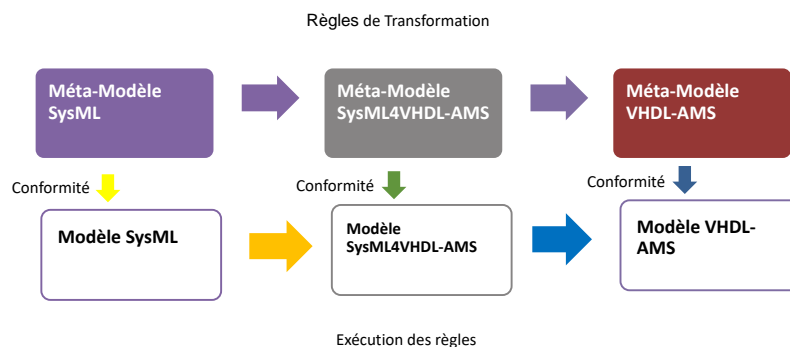 Règles de Transformation
Méta-Modèle
SysML
Méta-Modèle
SysML4VHDL-AMS
Méta-Modèle
VHDL-AMS
Conformité
Conformité
Conformité
Modèle SysML
Modèle
SysML4VHDL-AMS
Modèle VHDL-
AMS
Exécution des règles